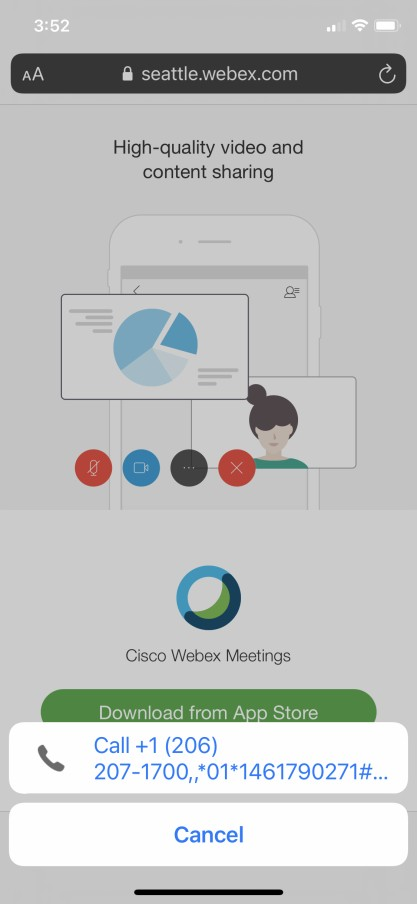 3:52
AA seattle.webex.com
High-quality video and
content sharing
Cisco Webex Meetings
Download from App Store
Call +1 (206)
207-1700,,*01*1461790271#...
Cancel